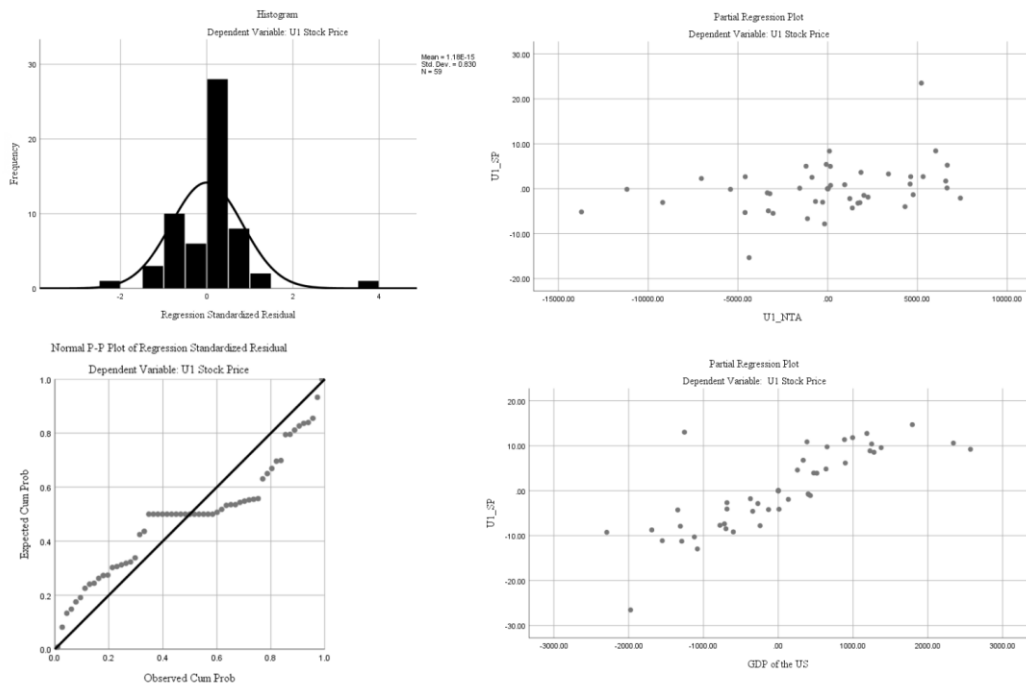 Histogram
Dependent Variable: U1 Stock Price
Mean = 1.18E-15
Std. Dev. = 0.830
N = 59
30
20
10
0
Frequency
-2
0
2
4
Regression Standardized Residual
Partial Regression Plot
Dependent Variable: U1 Stock Price
30.00
20.00
10.00
.00
-10.00
-20.00
U1_SP
-15000.00
-10000.00
-5000.00
.00
5000.00
10000.00
U1_NTA
Normal P-P Plot of Regression Standardized Residual
Dependent Variable: U1 Stock Price
1.0
0.8
0.6
0.4
0.2
0.0
Expected Cum Prob
0.0
0.2
0.4
0.6
0.8
1.0
Observed Cum Prob
Partial Regression Plot
Dependent Variable: U1 Stock Price
20.00
10.00
.00
-10.00
-20.00
-30.00
U1_SP
-3000.00
-2000.00
-1000.00
.00
1000.00
2000.00
3000.00
GDP of the US